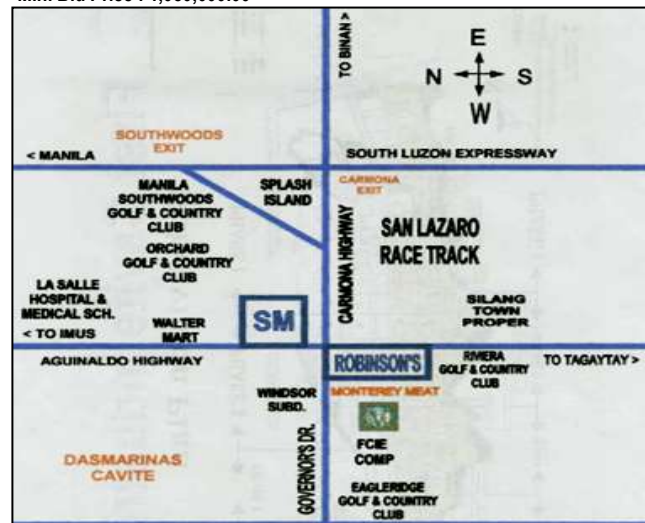 TO BINAN >
E
N S
W
SOUTHWOODS
EXIT
< MANILA
SOUTH LUZON EXPRESSWAY
MANILA
SOUTHWOODS
GOLF & COUNTRY
CLUB
SPLASH
ISLAND
CARMONA
EXIT
ORCHARD
GOLF & COUNTRY
CLUB
CARMONA HIGHWAY
SAN LAZARO
RACE TRACK
LA SALLE
HOSPITAL &
MEDICAL SCH.
< TO IMUS
WALTER
MART
SM
SILANG
TOWN
PROPER
AGUINALDO HIGHWAY
ROBINSON'S
RIVIERA
GOLF & COUNTRY
CLUB
TO TAGAYTAY >
WINDSOR
SUBD.
MONTEREY MEAT
GOVERNOR'S DR.
FCIE
COMP
DASMARINAS
CAVITE
EAGLERIDGE
GOLF & COUNTRY
CLUB